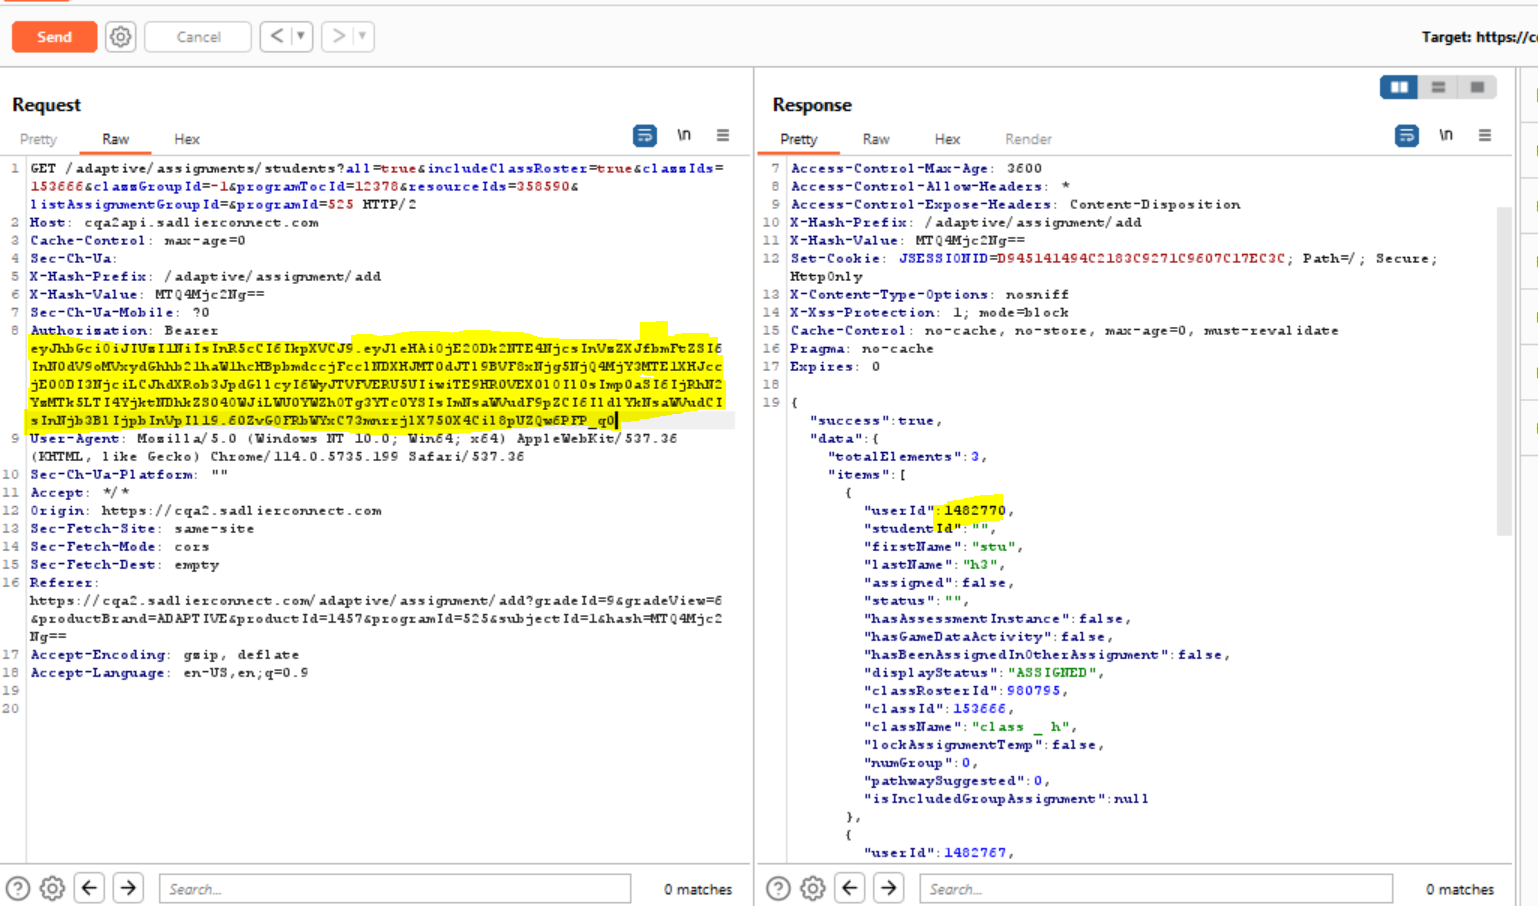 Send
Cancel
Target: https://c
Request
Pretty Raw Hex
\n
1 GET /adaptive/assignments/students?all=true&includeClassRoster=true&classIds=
153666&classGroupId=-1&programTocId=12378&resourceIds=358590&
listAssignmentGroupId=&programId=525 HTTP/2
2 Host: cqa2api.sadlierconnect.com
3 Cache-Control: max-age=0
4 Sec-Ch-Ua:
5 X-Hash-Prefix: /adaptive/assignment/add
6 X-Hash-Value: MTQ4Mjc2Ng==
7 Sec-Ch-Ua-Mobile: ?0
8 Authorization: Bearer
9 User-Agent: Mozilla/5.0 (Windows NT 10.0; Win64; x64) AppleWebKit/537.36
(KHTML, like Gecko) Chrome/114.0.5735.199 Safari/537.36
10 Sec-Ch-Ua-Platform: ""
11 Accept: */*
12 Origin: https://cqa2.sadlierconnect.com
13 Sec-Fetch-Site: same-site
14 Sec-Fetch-Mode: cors
15 Sec-Fetch-Dest: empty
16 Referer:
https://cqa2.sadlierconnect.com/adaptive/assignment/add?gradeId=9&gradeView=6
&productBrand=ADAPTIVE&productId=1457&programId=525&subjectId=1&hash=MTQ4Mjc2
Ng==
17 Accept-Encoding: gzip, deflate
18 Accept-Language: en-US,en;q=0.9
19
20
Search...
0 matches
Response
Pretty Raw Hex Render
\n
7 Access-Control-Max-Age: 3600
8 Access-Control-Allow-Headers: *
9 Access-Control-Expose-Headers: Content-Disposition
10 X-Hash-Prefix: /adaptive/assignment/add
11 X-Hash-Value: MTQ4Mjc2Ng==
12 Set-Cookie: JSESSIONID=D945141494C2183C9271C9607C17EC3C; Path=/; Secure;
HttpOnly
13 X-Content-Type-Options: nosniff
14 X-Xss-Protection: 1; mode=block
15 Cache-Control: no-cache, no-store, max-age=0, must-revalidate
16 Pragma: no-cache
17 Expires: 0
18
19 {
"success":true,
"data":{
"totalElements":3,
"items":[
{
"userId":1482770,
"studentId":"",
"firstName":"stu",
"lastName":"h3",
"assigned":false,
"status":"",
"hasAssessmentInstance":false,
"hasGameDataActivity":false,
"hasBeenAssignedInOtherAssignment":false,
"displayStatus":"ASSIGNED",
"classRosterId":980795,
"classId":153666,
"className":"class _ h",
"lockAssignmentTemp":false,
"numGroup":0,
"pathwaySuggested":0,
"isIncludedGroupAssignment":null
},
{
"userId":1482767,
Search...
0 matches